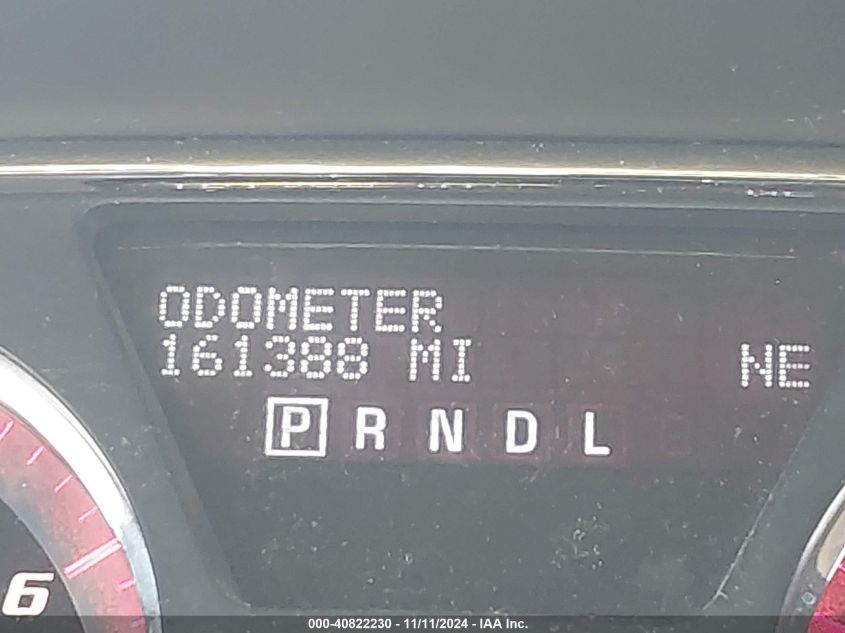 ODOMETER
161388 MI NE
P R N D L
6
000-40822230 - 11/11/2024 - IAA Inc.